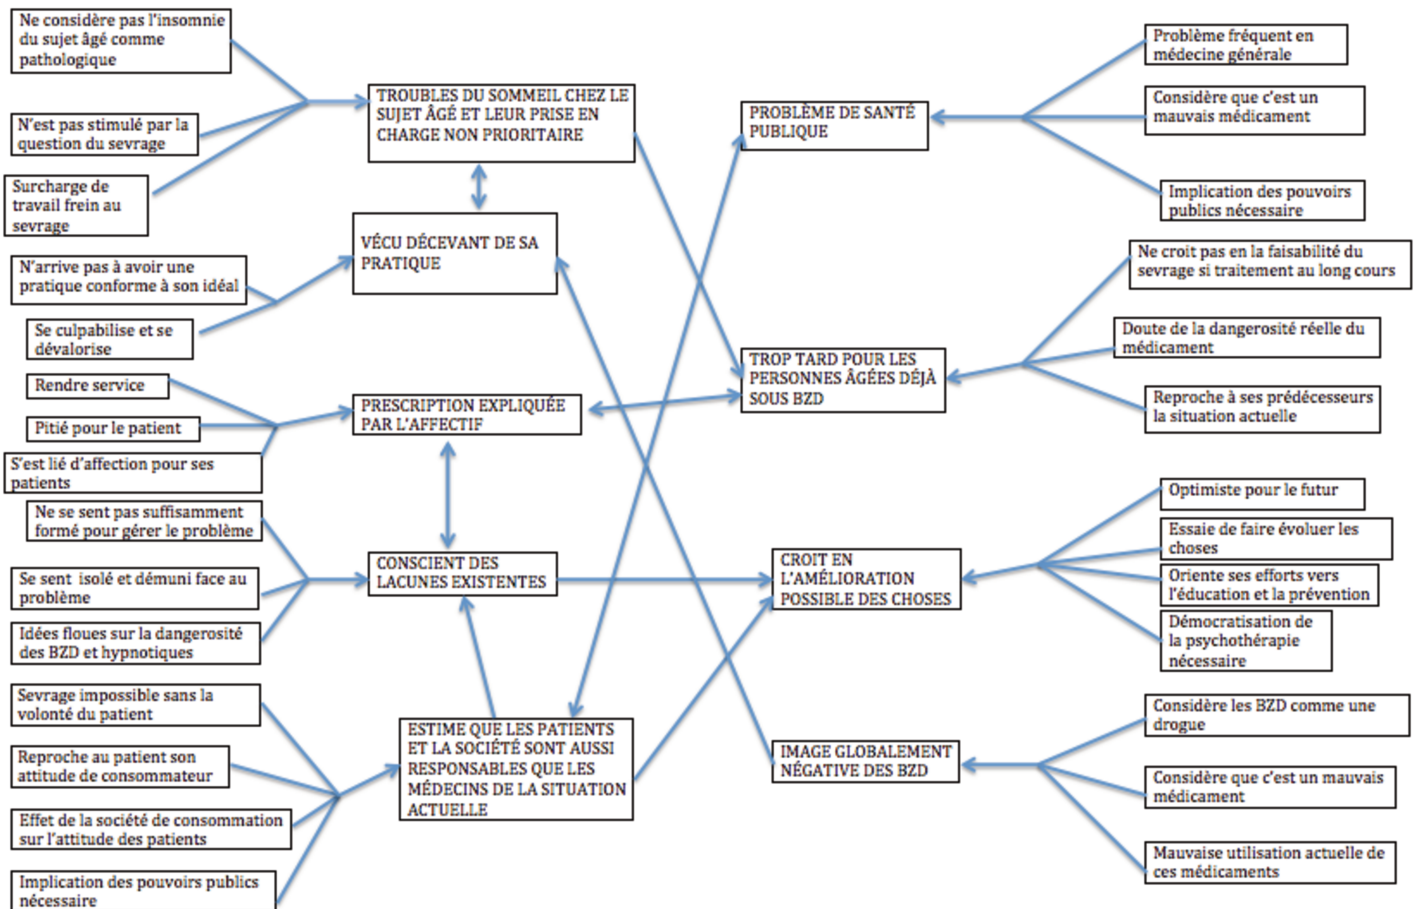 Ne considère pas l'insomnie
du sujet âgé comme
pathologique
N'est pas stimulé par la
question du sevrage
Surcharge de
travail frein au
sevrage
N'arrive pas à avoir une
pratique conforme à son idéal
Se culpabilise et se
dévalorise
Rendre service
Pitié pour le patient
S'est lié d'affection pour ses
patients
Ne se sent pas suffisamment
formé pour gérer le problème
Se sent isolé et démuni face au
problème
Idées floues sur la dangerosité
des BZD et hypnotiques
Sevrage impossible sans la
volonté du patient
Reproche au patient son
attitude de consommateur
Effet de la société de consommation
sur l'attitude des patients
Implication des pouvoirs publics
nécessaire
TROUBLES DU SOMMEIL CHEZ LE
SUJET ÂGÉ ET LEUR PRISE EN
CHARGE NON PRIORITAIRE
VÉCU DÉCEVANT DE SA
PRATIQUE
PRESCRIPTION EXPLIQUÉE
PAR L'AFFECTIF
CONSCIENT DES
LACUNES EXISTENTES
ESTIME QUE LES PATIENTS
ET LA SOCIÉTÉ SONT AUSSI
RESPONSABLES QUE LES
MÉDECINS DE LA SITUATION
ACTUELLE
PROBLÈME DE SANTÉ
PUBLIQUE
TROP TARD POUR LES
PERSONNES ÂGÉES DÉJÀ
SOUS BZD
CROIT EN
L'AMÉLIORATION
POSSIBLE DES CHOSES
IMAGE GLOBALEMENT
NÉGATIVE DES BZD
Problème fréquent en
médecine générale
Considère que c'est un
mauvais médicament
Implication des pouvoirs
publics nécessaire
Ne croit pas en la faisabilité du
sevrage si traitement au long cours
Doute de la dangerosité réelle du
médicament
Reproche à ses prédécesseurs
la situation actuelle
Optimiste pour le futur
Essaie de faire évoluer les
choses
Oriente ses efforts vers
l'éducation et la prévention
Démocratisation de
la psychothérapie
nécessaire
Considère les BZD comme une
drogue
Considère que c'est un mauvais
médicament
Mauvaise utilisation actuelle de
ces médicaments